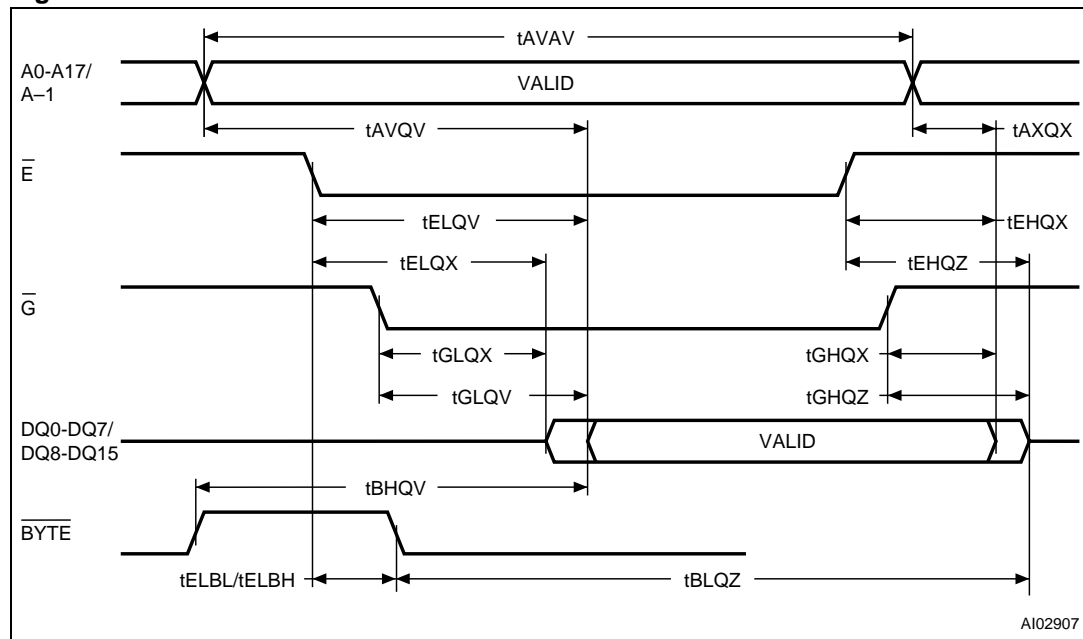 tAVAV
A0-A17/
A–1
VALID
tAVQV
tAXQX
E
tELQV
tEHQX
tELQX
tEHQZ
G
tGLQX
tGHQX
tGLQV
tGHQZ
DQ0-DQ7/
DQ8-DQ15
VALID
tBHQV
BYTE
tELBL/tELBH
tBLQZ
AI02907